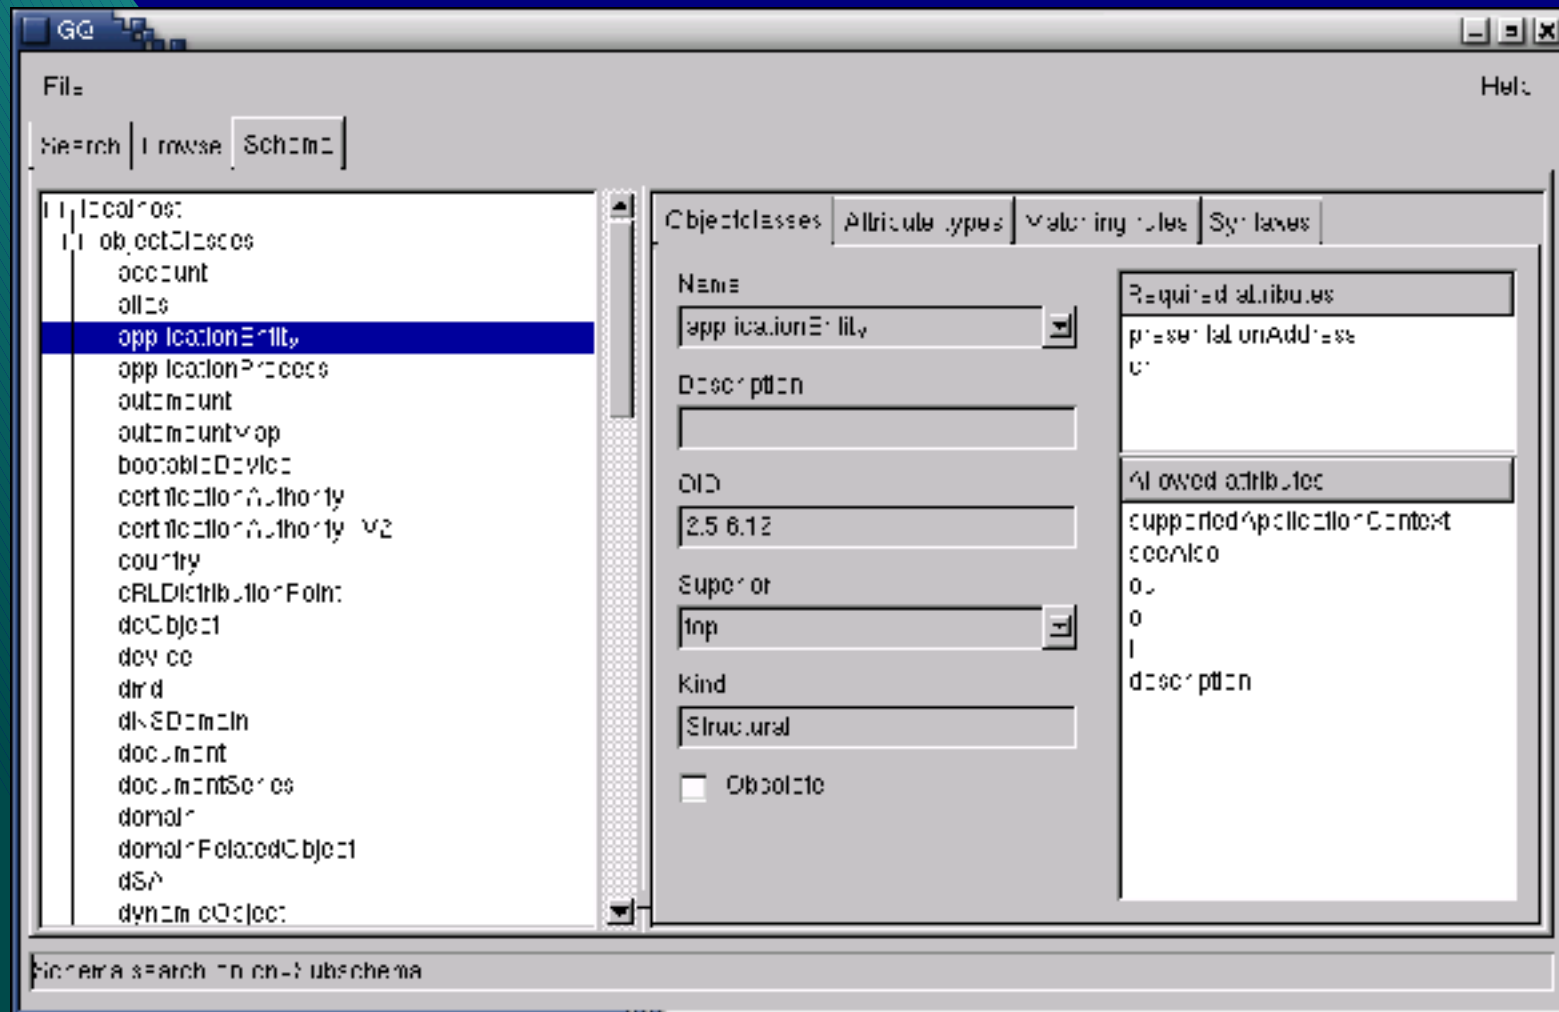 GQ
File
Help
Search Browse Schema
localhost
objectClasses
account
alias
applicationEntity
applicationProcess
automount
automountMap
bootableDevice
certificationAuthority
certificationAuthority-V2
country
cRLDistributionPoint
dcObject
device
dmd
dNSDomain
document
documentSeries
domain
domainRelatedObject
dSA
dynamicObject
Objectclasses Attribute types Matching rules Syntaxes
Name
applicationEntity
Description
OID
2.5.6.12
Superior
top
Kind
Structural
Obsolete
Required attributes
presentationAddress
cn
Allowed attributes
supportedApplicationContext
seeAlso
ou
o
l
description
Schema search on cn=Subschema